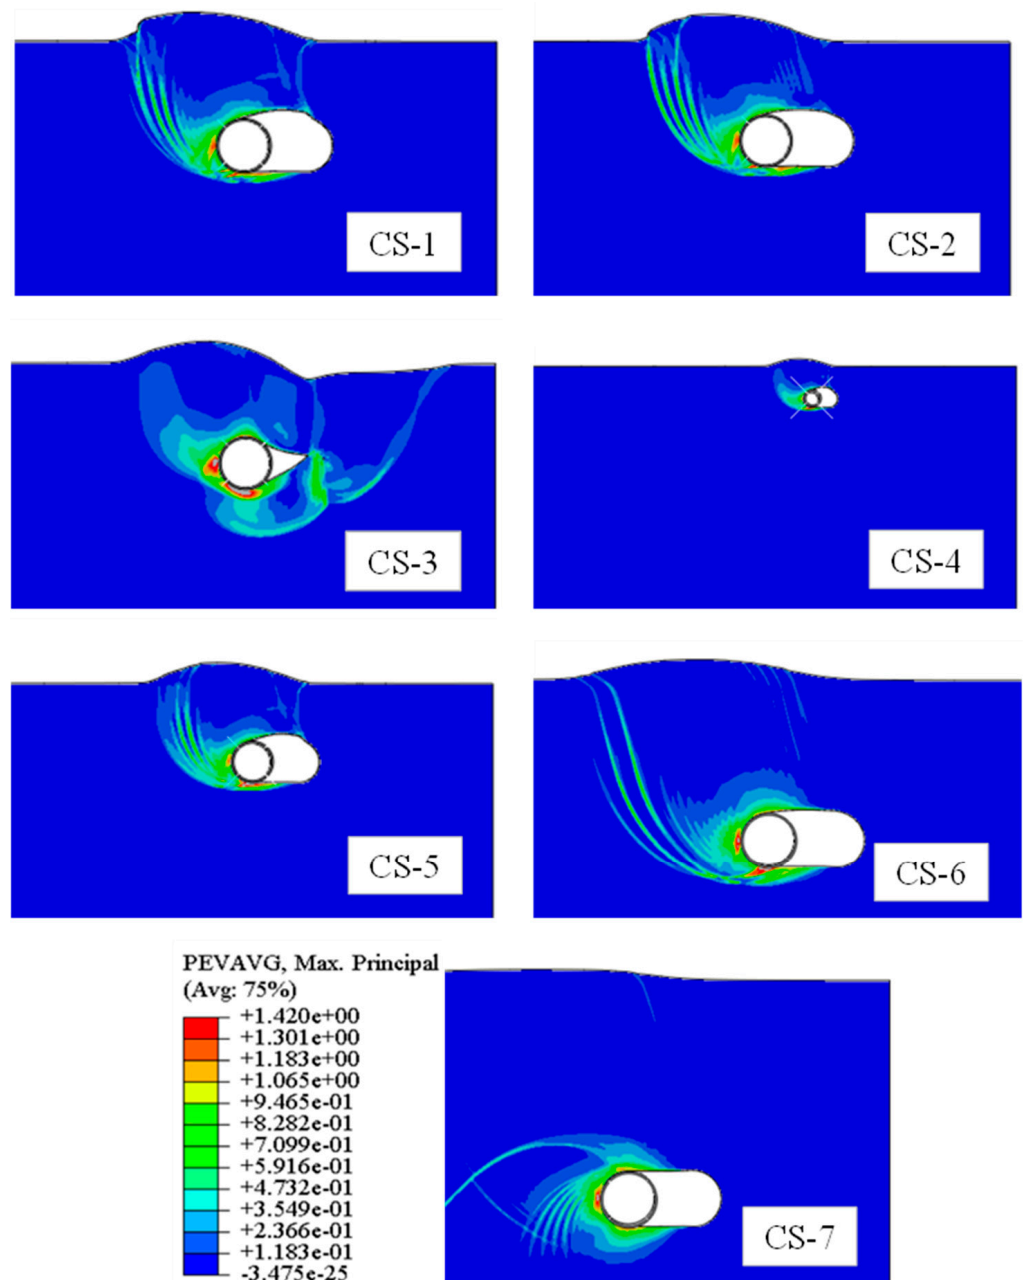 CS-1
CS-2
CS-3
CS-4
CS-5
CS-6
PEVAVG, Max. Principal
(Avg: 75%)
+1.420e+00
+1.301e+00
+1.183e+00
+1.065e+00
+9.465e-01
+8.282e-01
+7.099e-01
+5.916e-01
+4.732e-01
+3.549e-01
+2.366e-01
+1.183e-01
-3.475e-25
CS-7